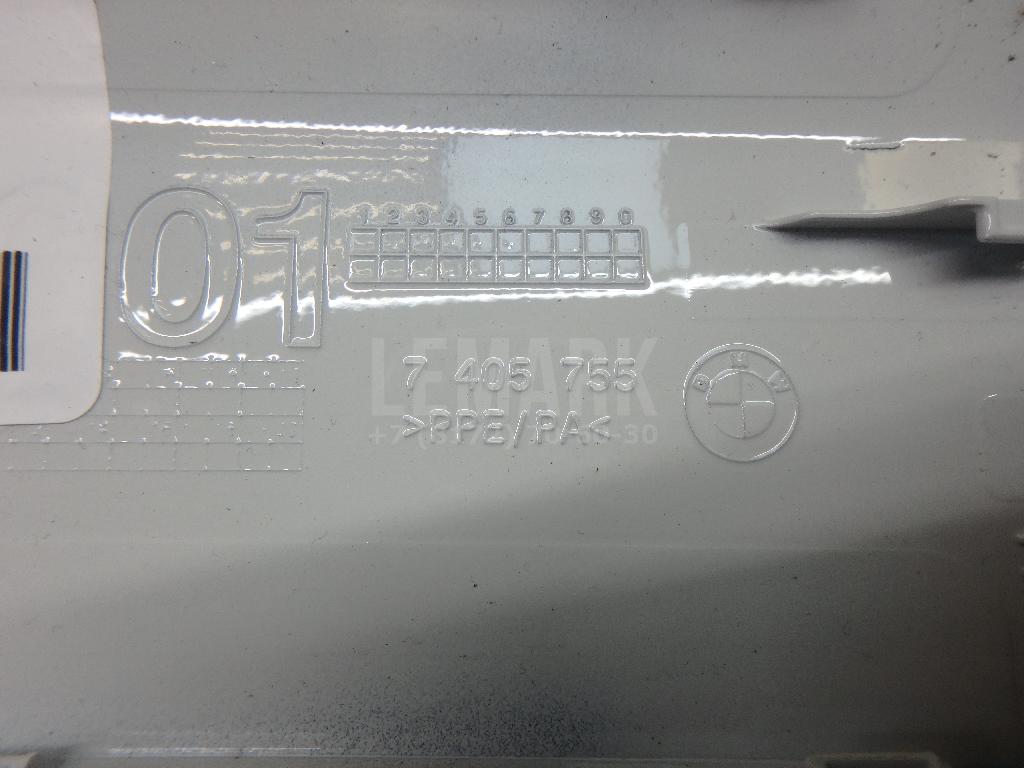 01
1 2 3 4 5 6 7 8 9 0
LEMARK
7 405 755
>PPE/PA<
BMW